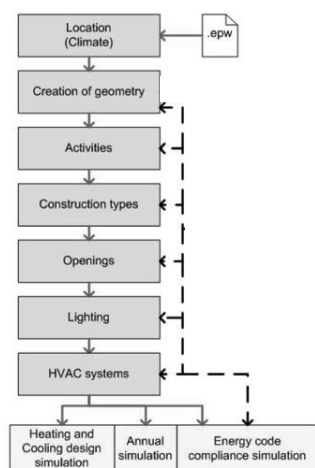 Location
(Climate)
.epw
Creation of geometry
Activities
Construction types
Openings
Lighting
HVAC systems
Heating and
Cooling design
simulation
Annual
simulation
Energy code
compliance simulation